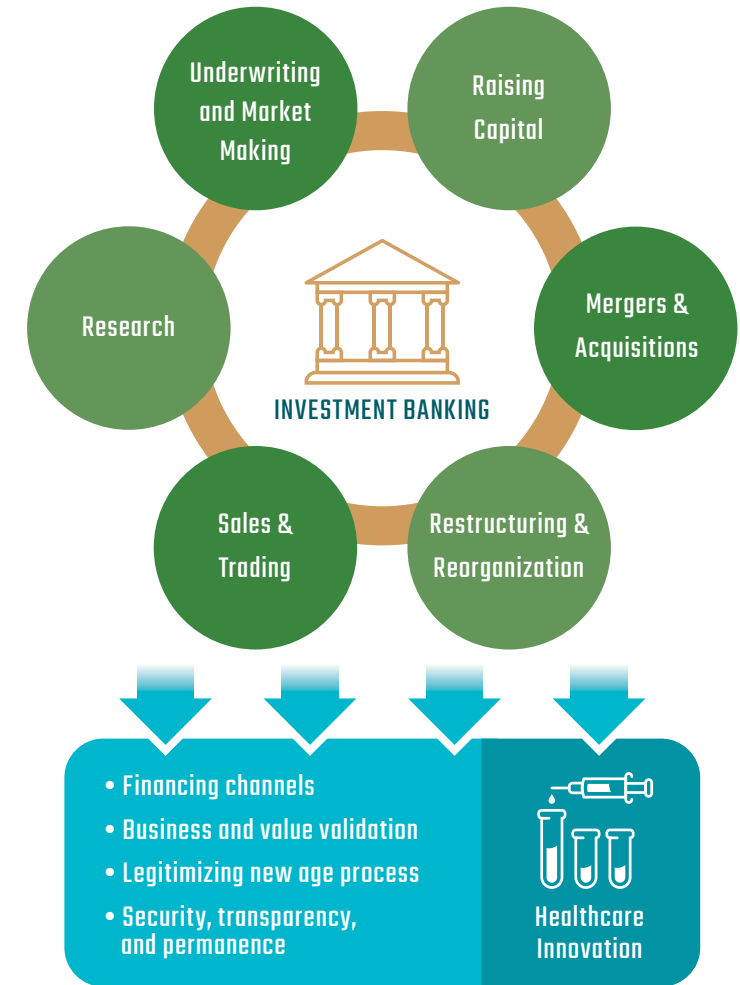 Underwriting
and Market
Making
Raising
Capital
Research
Mergers &
Acquisitions
INVESTMENT BANKING
Sales &
Trading
Restructuring &
Reorganization
• Financing channels
• Business and value validation
• Legitimizing new age process
• Security, transparency,
and permanence
Healthcare
Innovation